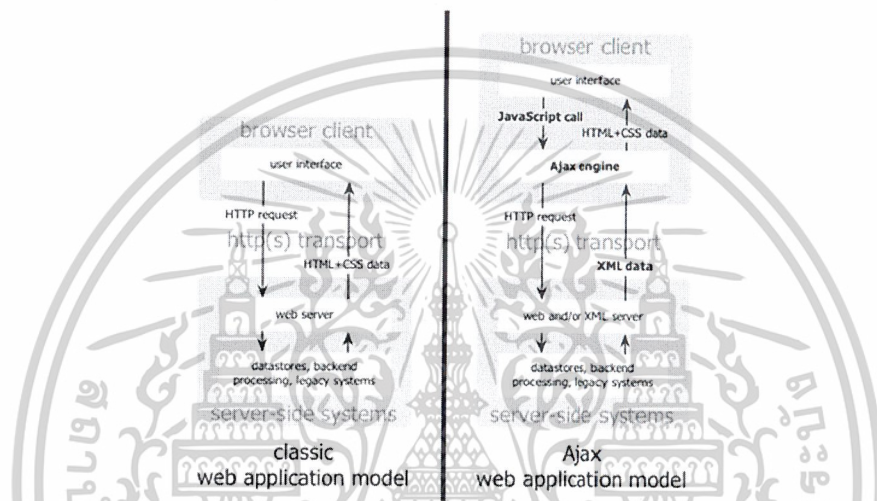 browser client
user interface
HTTP request
http(s) transport
HTML+CSS data
web server
datastores, backend
processing, legacy systems
server-side systems
classic
web application model
browser client
user interface
JavaScript call
HTML+CSS data
Ajax engine
HTTP request
http(s) transport
XML data
web and/or XML server
datastores, backend
processing, legacy systems
server-side systems
Ajax
web application model